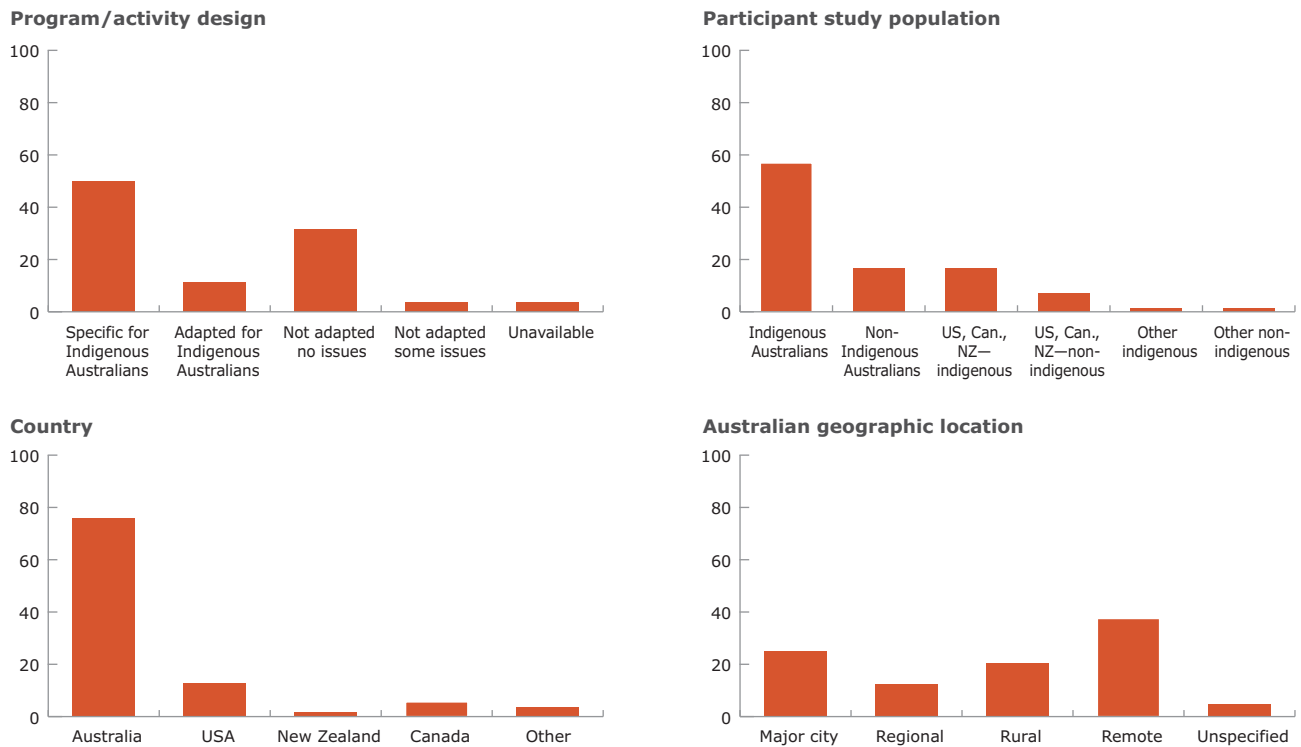 Program/activity design
100
80
60
40
20
0
Specific for
Indigenous
Australians
Adapted for
Indigenous
Australians
Not adapted
no issues
Not adapted
some issues
Unavailable
Participant study population
100
80
60
40
20
0
Indigenous
Australians
Non-
Indigenous
Australians
US, Can.,
NZ—
indigenous
US, Can.,
NZ—non-
indigenous
Other
indigenous
Other non-
indigenous
Country
100
80
60
40
20
0
Australia
USA
New Zealand
Canada
Other
Australian geographic location
100
80
60
40
20
0
Major city
Regional
Rural
Remote
Unspecified